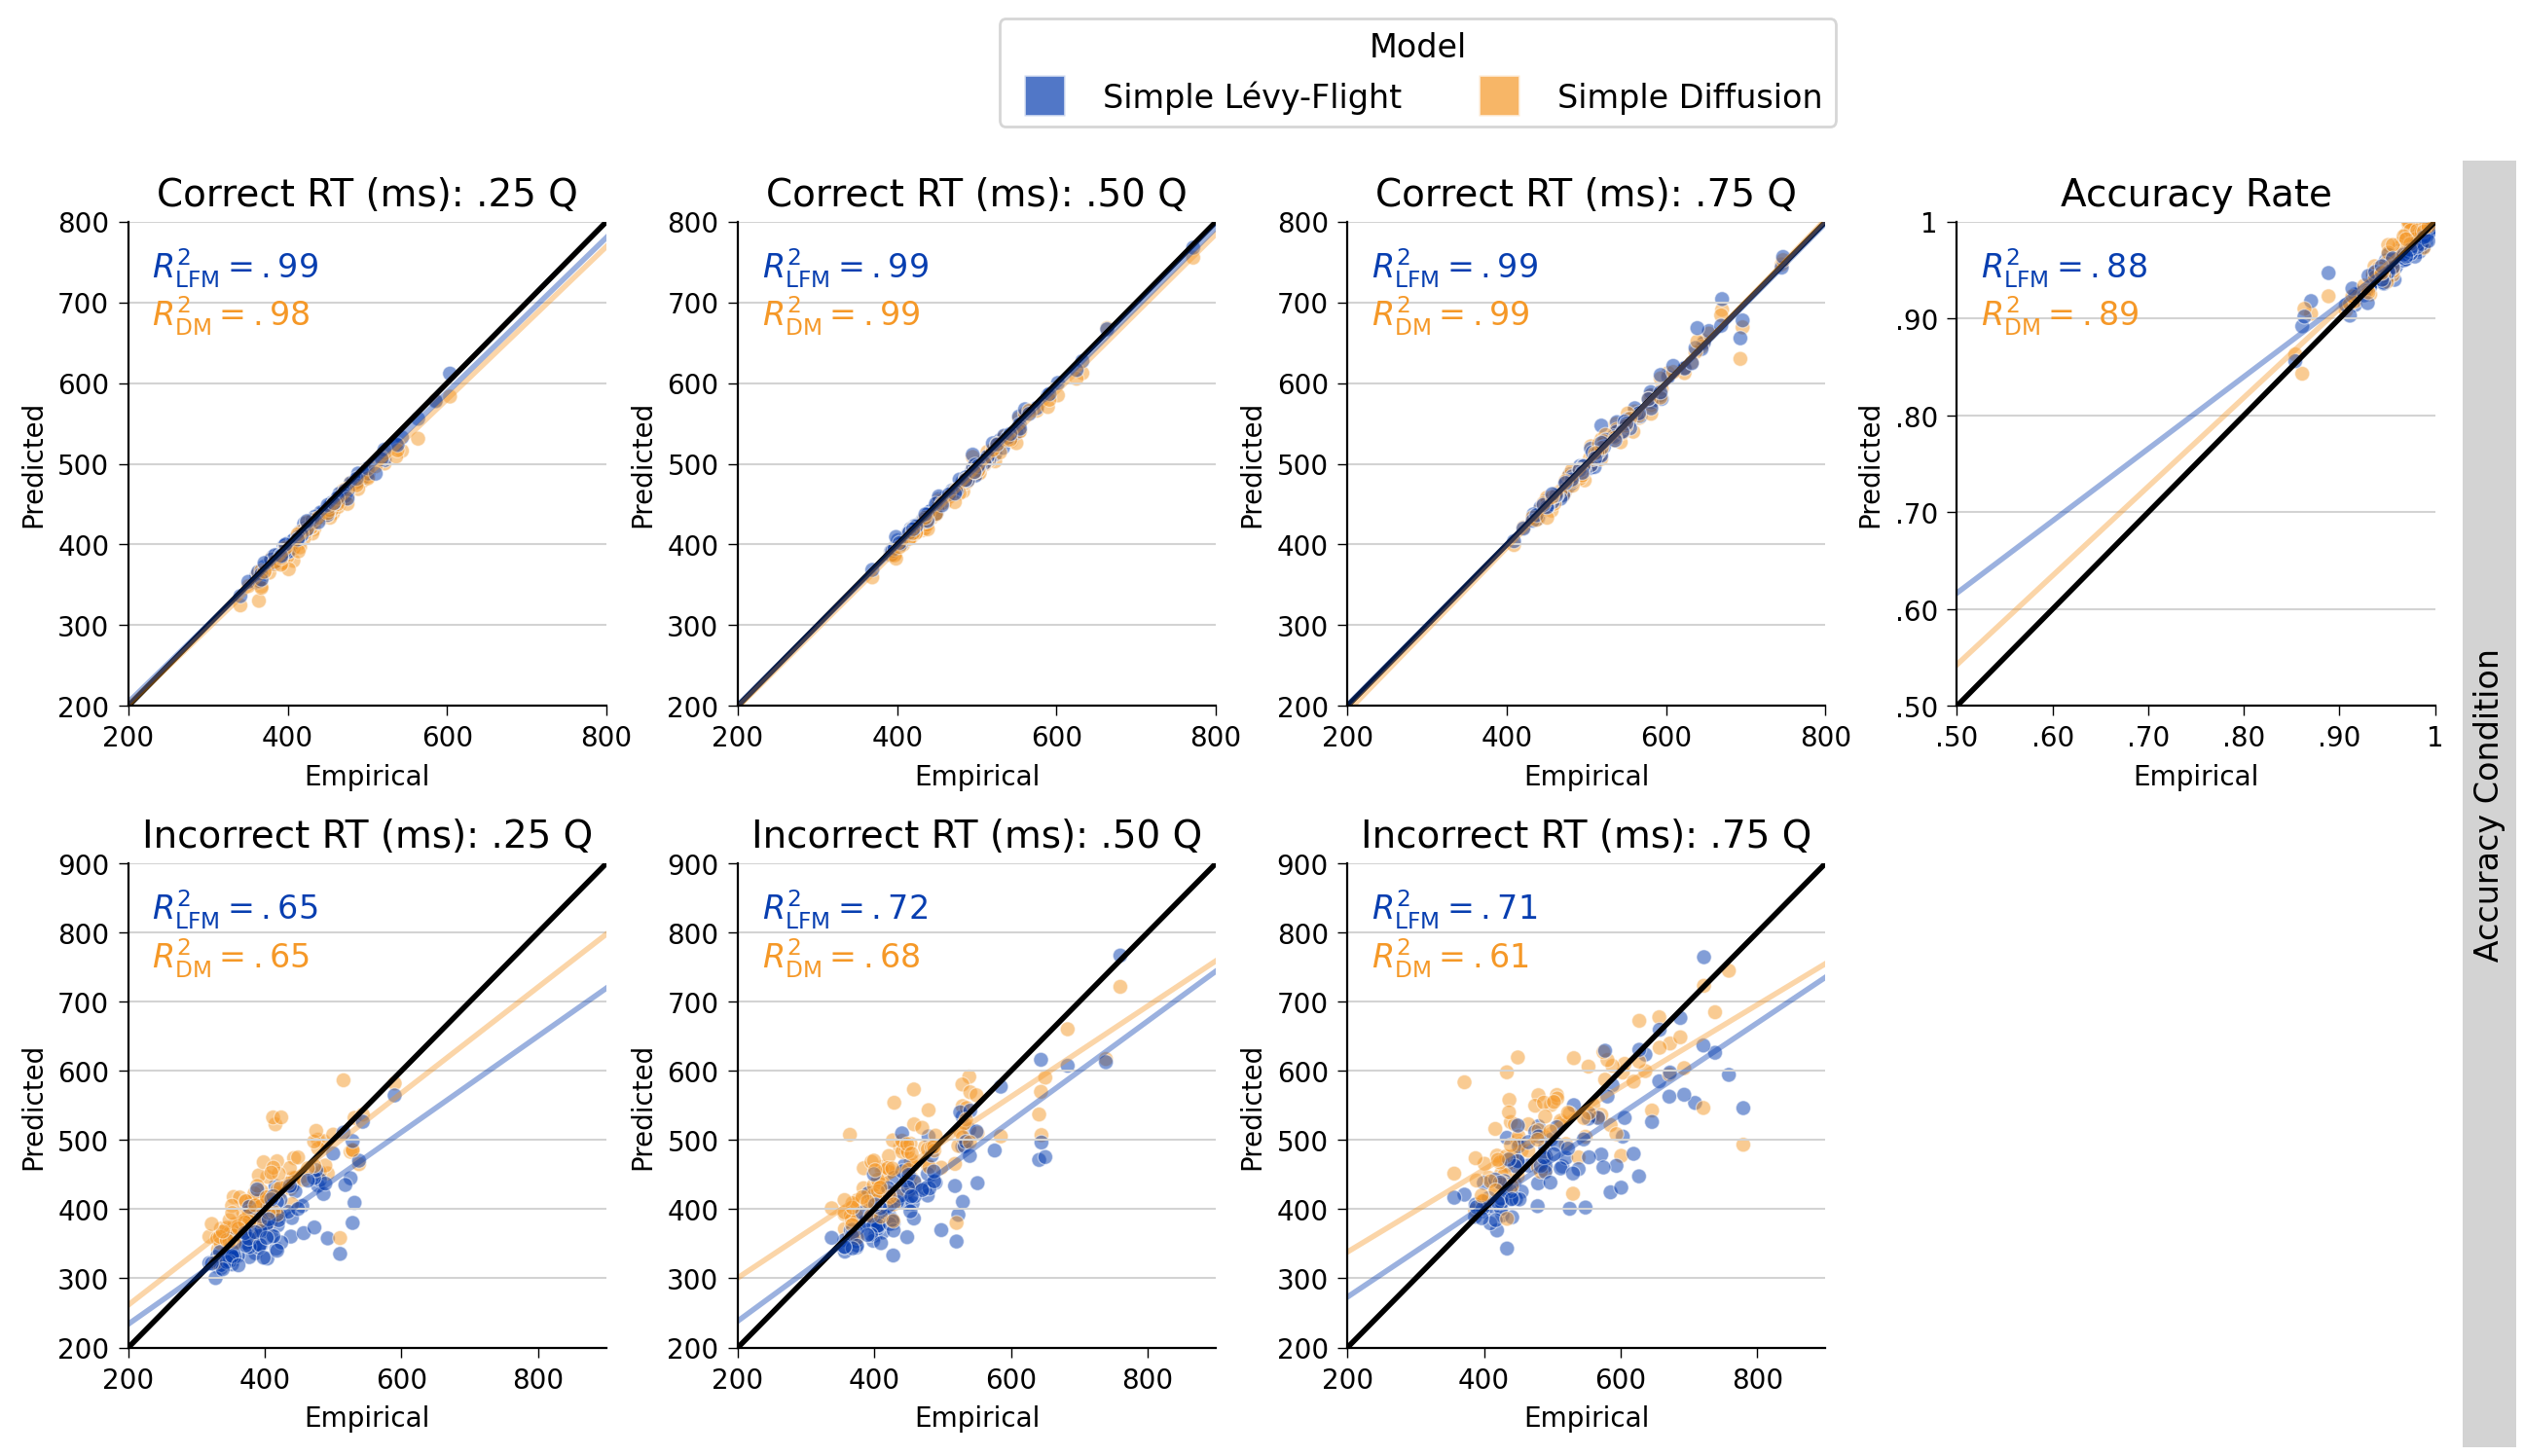 Model
Simple Lévy-Flight Simple Diffusion
Correct RT (ms): .25 Q
R²LFM = .99
R²DM = .98
800
700
600
500
400
300
200
200 400 600 800
Predicted
Empirical
Correct RT (ms): .50 Q
R²LFM = .99
R²DM = .99
800
700
600
500
400
300
200
200 400 600 800
Predicted
Empirical
Correct RT (ms): .75 Q
R²LFM = .99
R²DM = .99
800
700
600
500
400
300
200
200 400 600 800
Predicted
Empirical
Accuracy Rate
R²LFM = .88
R²DM = .89
1
.90
.80
.70
.60
.50
.50 .60 .70 .80 .90 1
Predicted
Empirical
Incorrect RT (ms): .25 Q
R²LFM = .65
R²DM = .65
900
800
700
600
500
400
300
200
200 400 600 800
Predicted
Empirical
Incorrect RT (ms): .50 Q
R²LFM = .72
R²DM = .68
900
800
700
600
500
400
300
200
200 400 600 800
Predicted
Empirical
Incorrect RT (ms): .75 Q
R²LFM = .71
R²DM = .61
900
800
700
600
500
400
300
200
200 400 600 800
Predicted
Empirical
Accuracy Condition